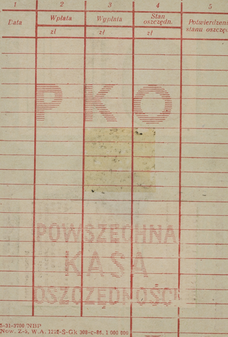 1 2 3 4 5
Data Wpłata Wypłata Stan oszczędn. Potwierdzenie
stanu oszczę
zł zł zł
PKO
POWSZECHNA
KASA
OSZCZĘDNOŚCI